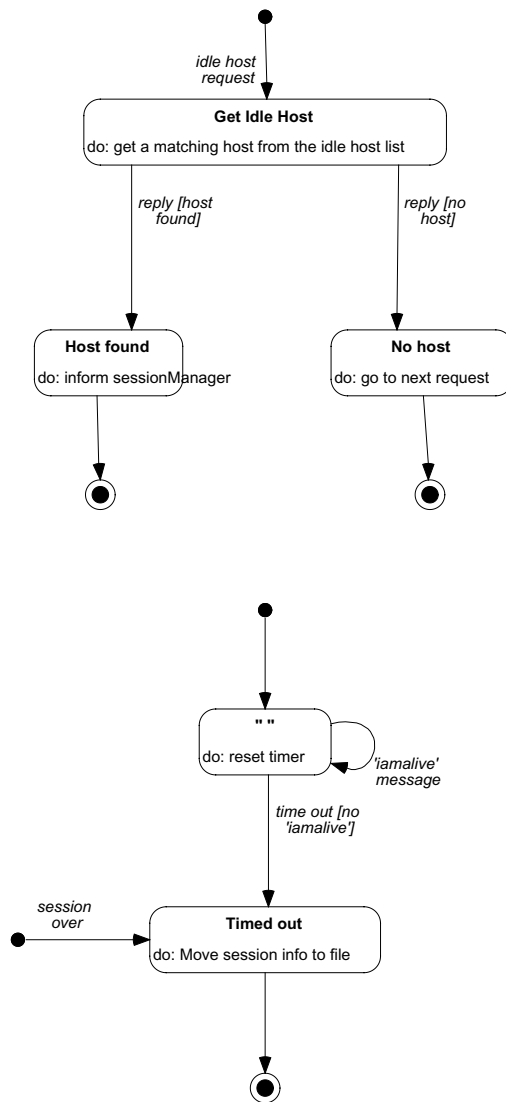 idle host
request
Get Idle Host
do: get a matching host from the idle host list
reply [host
found]
reply [no
host]
Host found
do: inform sessionManager
No host
do: go to next request
" "
do: reset timer
'iamalive'
message
time out [no
'iamalive']
session
over
Timed out
do: Move session info to file